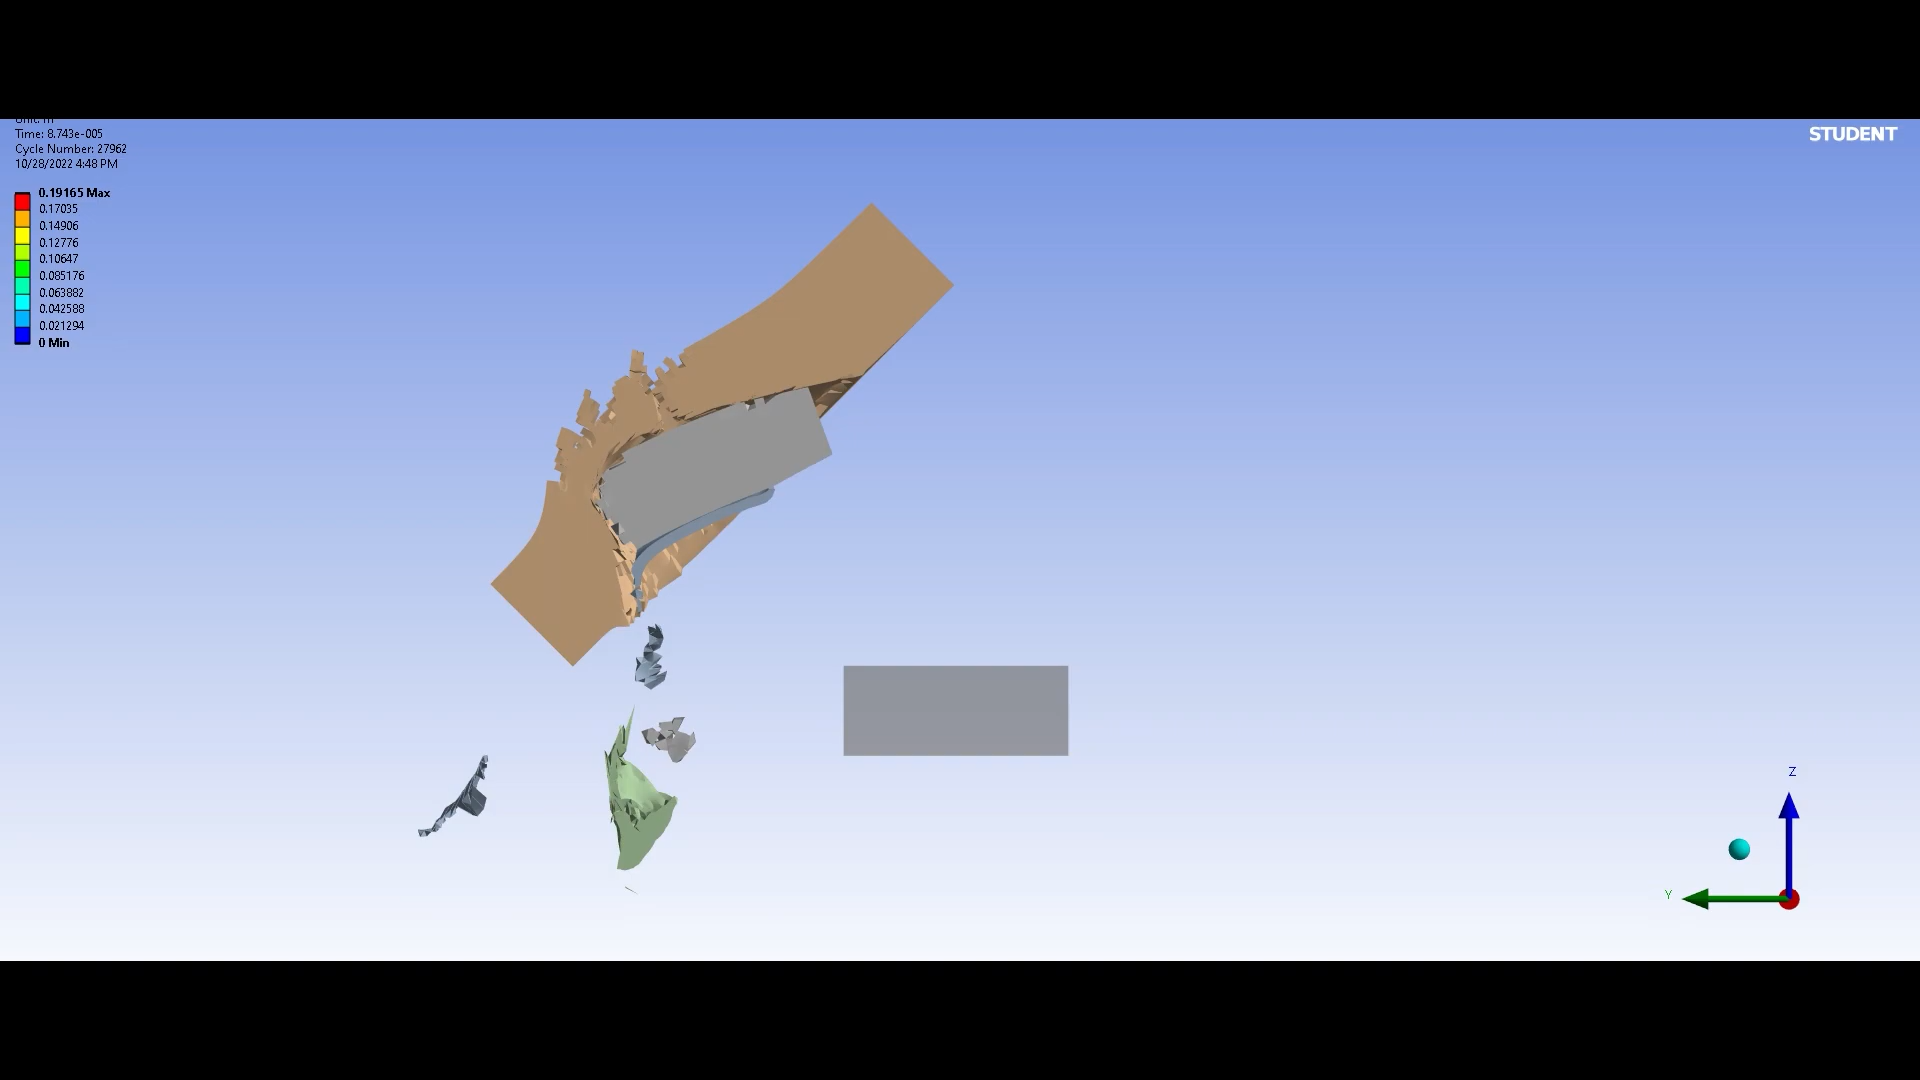 Time: 8.743e-005
Cycle Number: 27962
10/28/2022 4:48 PM
STUDENT
0.19165 Max
0.17035
0.14906
0.12776
0.10647
0.085176
0.063882
0.042588
0.021294
0 Min
Z
Y